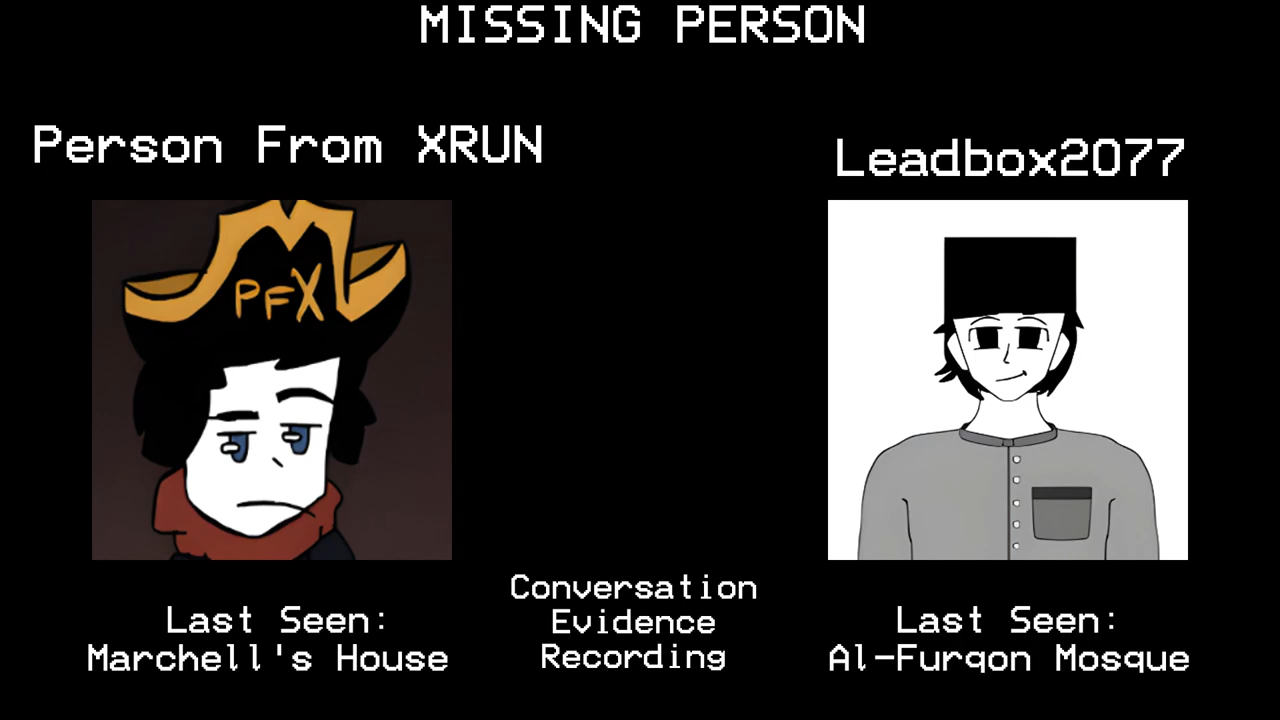 MISSING PERSON
Person From XRUN
Leadbox2077
PFX
Conversation
Evidence
Recording
Last Seen:
Marchell's House
Last Seen:
Al-Furqon Mosque